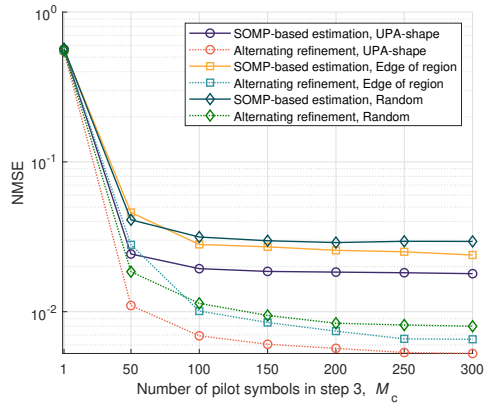 10^0
SOMP-based estimation, UPA-shape
Alternating refinement, UPA-shape
SOMP-based estimation, Edge of region
Alternating refinement, Edge of region
SOMP-based estimation, Random
Alternating refinement, Random
10^-1
NMSE
10^-2
1 50 100 150 200 250 300
Number of pilot symbols in step 3, M_c